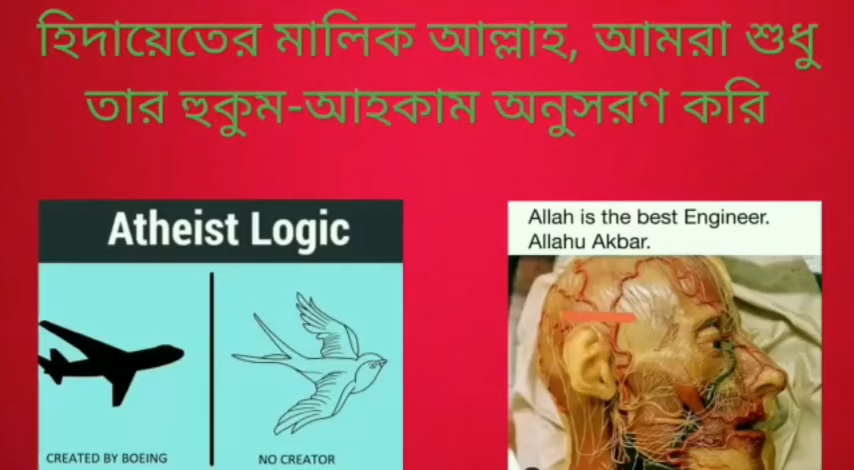 হিদায়েতের মালিক আল্লাহ, আমরা শুধু
তার হুকুম-আহকাম অনুসরণ করি
Atheist Logic
CREATED BY BOEING
NO CREATOR
Allah is the best Engineer.
Allahu Akbar.